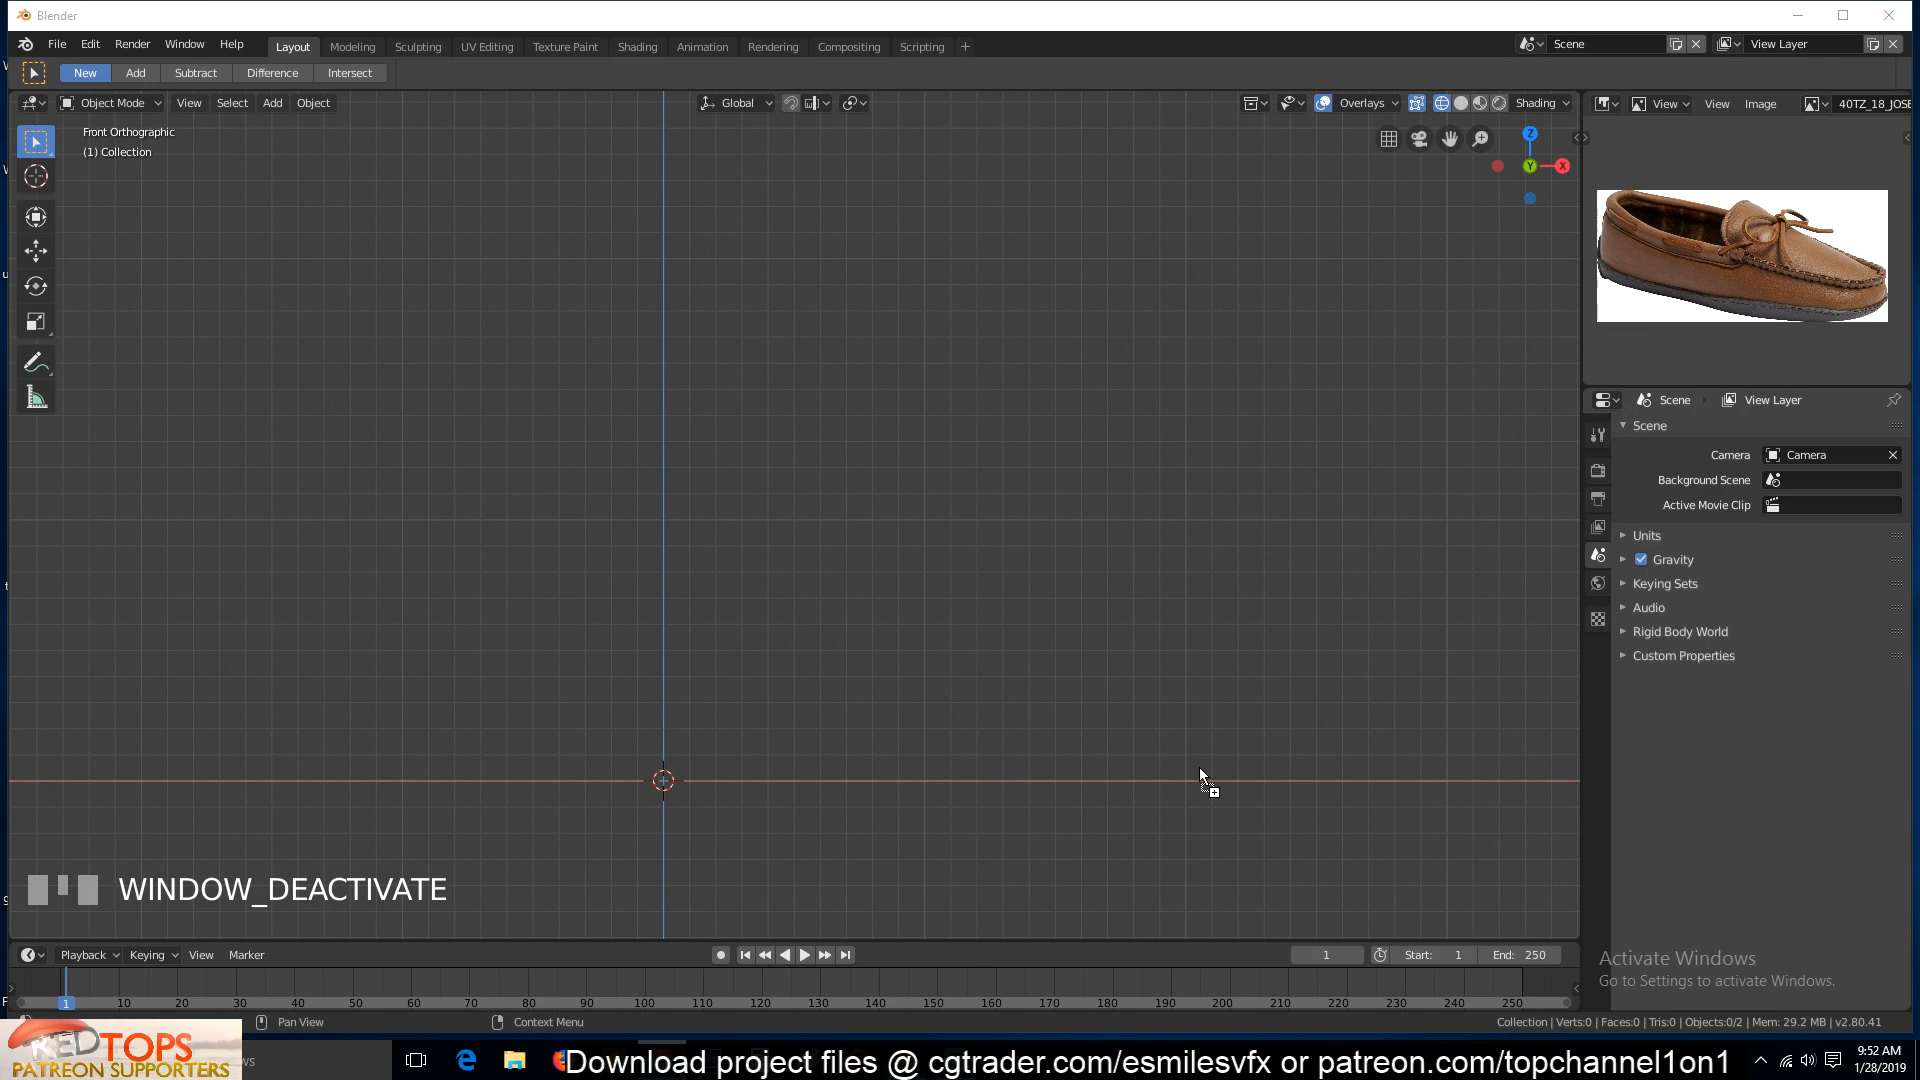 Blender
File Edit Render Window Help Layout Modeling Sculpting UV Editing Texture Paint Shading Animation Rendering Compositing Scripting + Scene View Layer
New Add Subtract Difference Intersect
Object Mode View Select Add Object Global Overlays Shading View View Image 40TZ_18_JOSE
Front Orthographic
(1) Collection
Z
Y
X
Scene View Layer
Scene
Camera Camera
Background Scene
Active Movie Clip
Units
Gravity
Keying Sets
Audio
Rigid Body World
Custom Properties
WINDOW_DEACTIVATE
Playback Keying View Marker 1 Start: 1 End: 250
Activate Windows
Go to Settings to activate Windows.
1 10 20 30 40 50 60 70 80 90 100 110 120 130 140 150 160 170 180 190 200 210 220 230 240 250
Pan View Context Menu Collection | Verts:0 | Faces:0 | Tris:0 | Objects:0/2 | Mem: 29.2 MB | v2.80.41
REDTOPS
PATREON SUPPORTERS
Download project files @ cgtrader.com/esmilesvfx or patreon.com/topchannel1on1
9:52 AM
1/28/2019